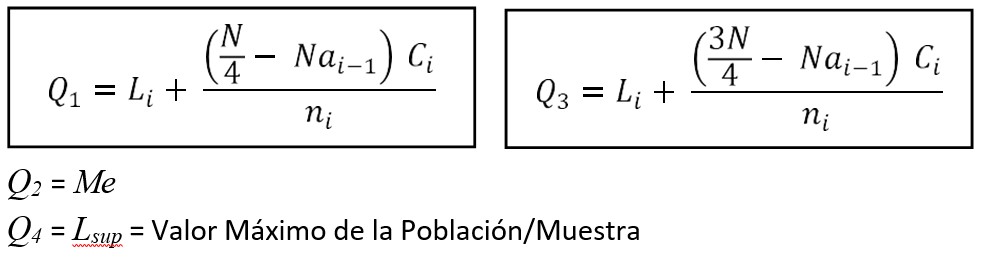 Q₁ = Lᵢ + ((N/4 − Naᵢ₋₁) Cᵢ)/nᵢ
Q₃ = Lᵢ + ((3N/4 − Naᵢ₋₁) Cᵢ)/nᵢ
Q₂ = Me
Q₄ = L_sup = Valor Máximo de la Población/Muestra